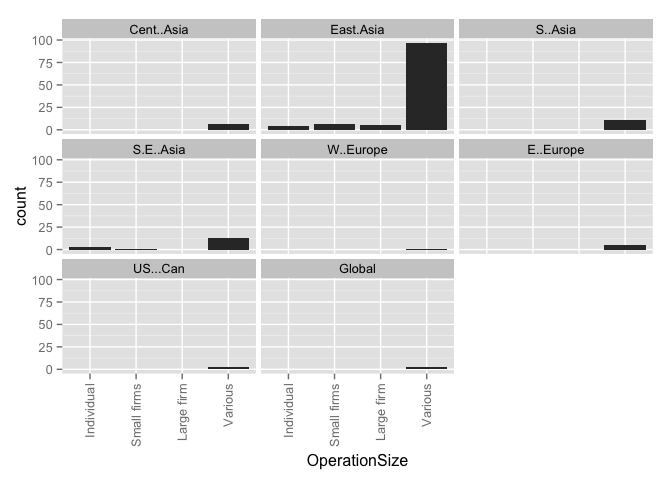 Cent..Asia East.Asia S..Asia
100
75
50
25
0
S.E..Asia W..Europe E..Europe
100
75
50
25
0
US...Can Global
100
75
50
25
0
count
Individual Small firms Large firm Various Individual Small firms Large firm Various
OperationSize